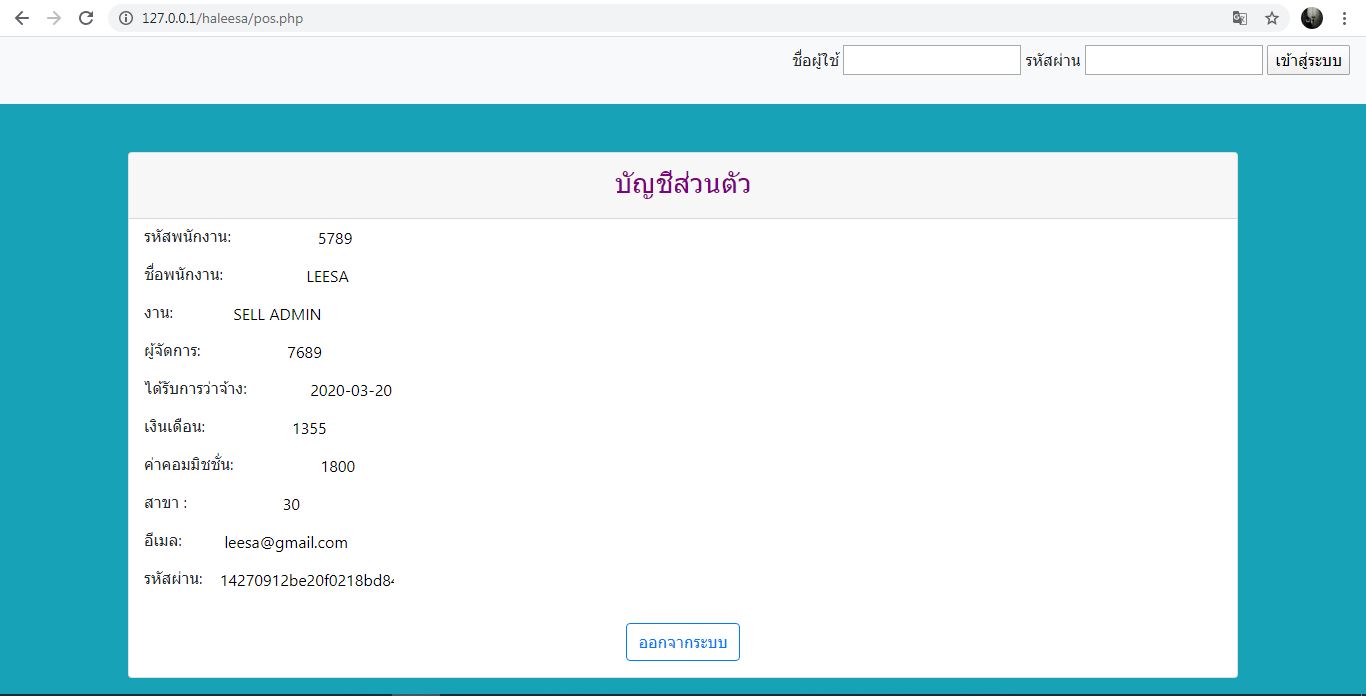 127.0.0.1/haleesa/pos.php
ชื่อผู้ใช้ รหัสผ่าน เข้าสู่ระบบ
บัญชีส่วนตัว
รหัสพนักงาน: 5789
ชื่อพนักงาน: LEESA
งาน: SELL ADMIN
ผู้จัดการ: 7689
ได้รับการว่าจ้าง: 2020-03-20
เงินเดือน: 1355
ค่าคอมมิชชั่น: 1800
สาขา : 30
อีเมล: leesa@gmail.com
รหัสผ่าน: 14270912be20f0218bd84
ออกจากระบบ